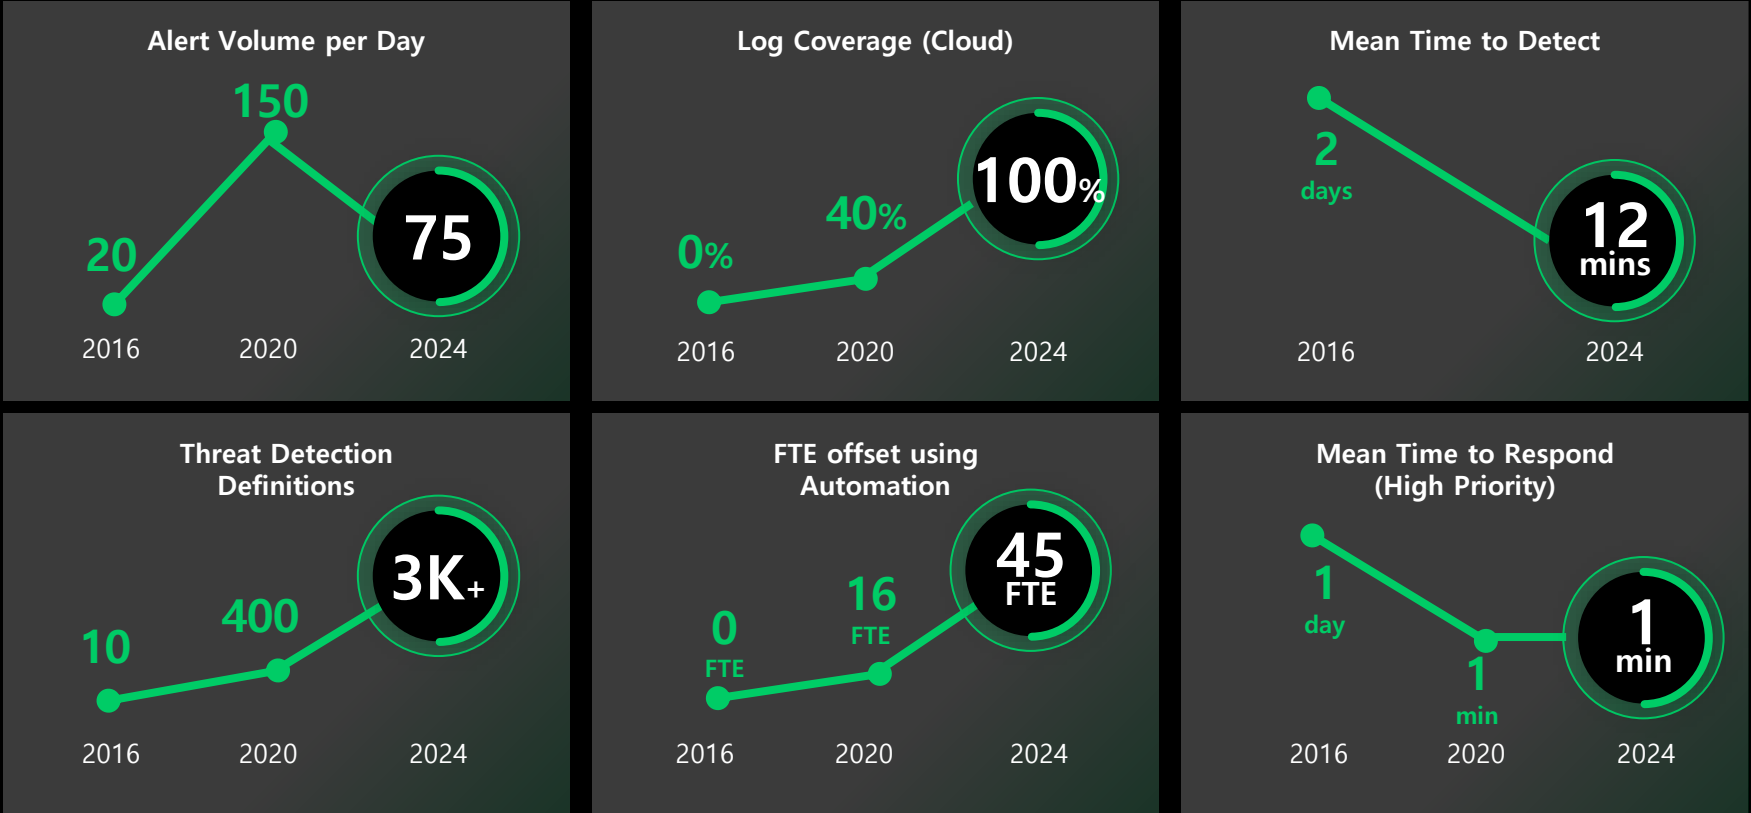 Alert Volume per Day
150
20
75
2016
2020
2024
Log Coverage (Cloud)
100%
40%
0%
2016
2020
2024
Mean Time to Detect
2
days
12
mins
2016
2024
Threat Detection
Definitions
3K+
400
10
2016
2020
2024
FTE offset using
Automation
45
FTE
16
FTE
0
FTE
2016
2020
2024
Mean Time to Respond
(High Priority)
1
day
1
min
1
min
2016
2020
2024